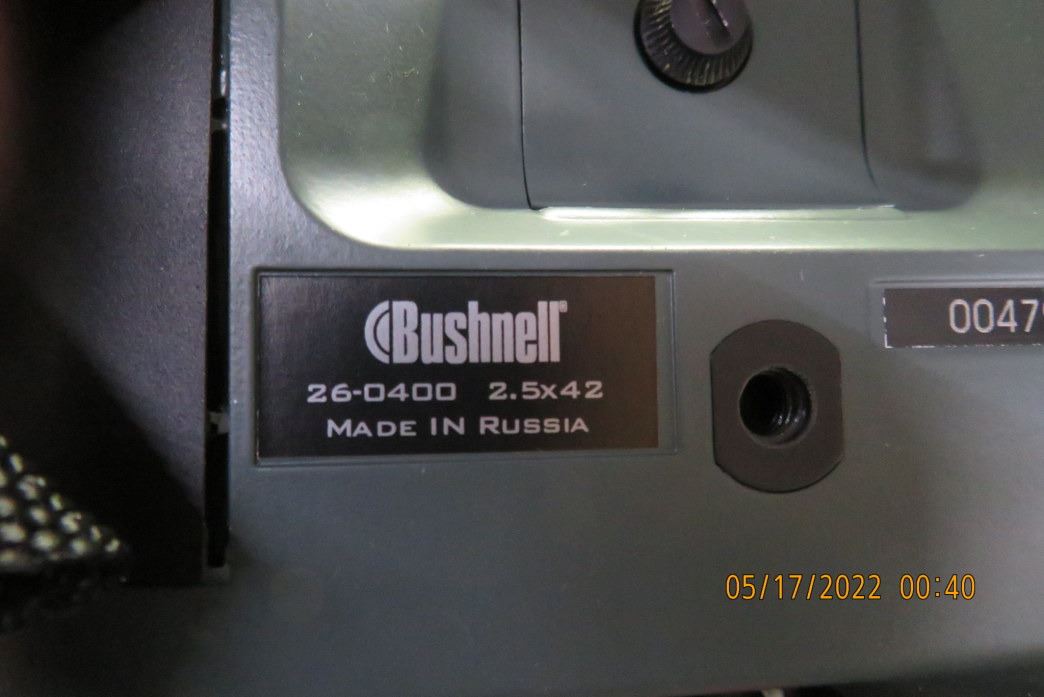 Bushnell®
26-0400 2.5x42
MADE IN RUSSIA
0047
05/17/2022 00:40